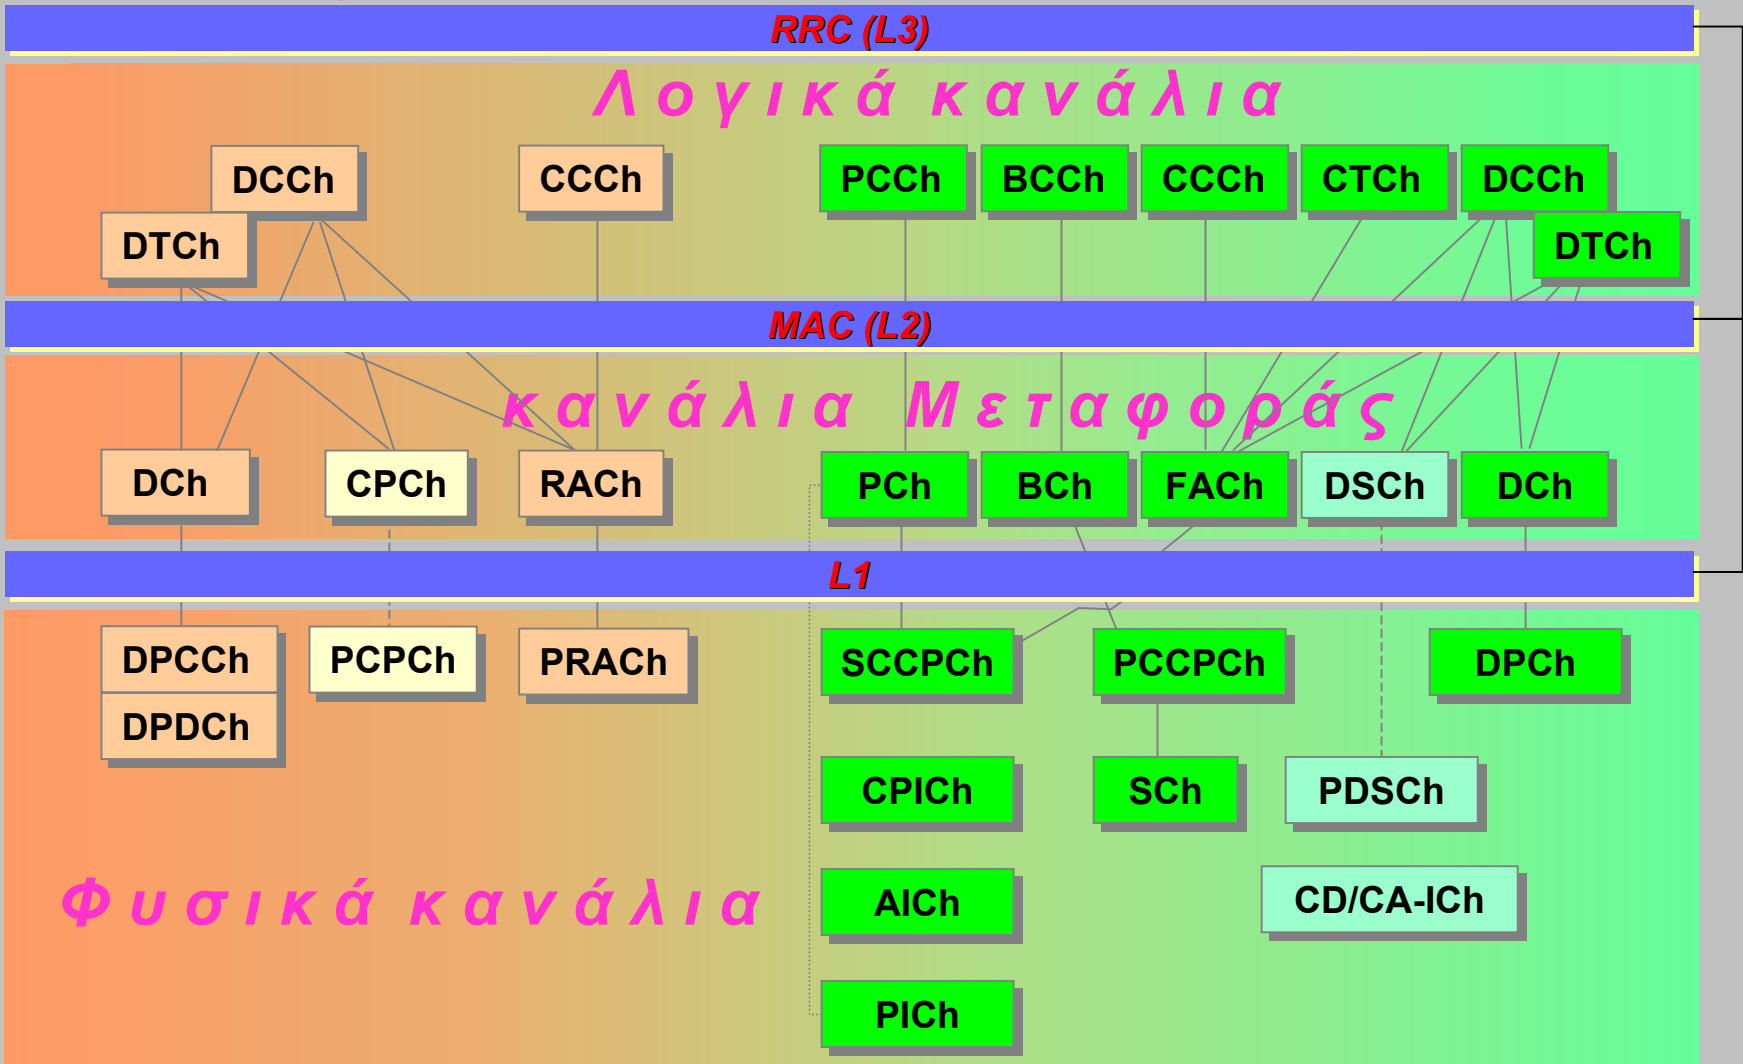 RRC (L3)
Λογικά κανάλια
DCCh CCCh PCCh BCCh CCCh CTCh DCCh
DTCh DTCh
MAC (L2)
κανάλια Μεταφοράς
DCh CPCh RACh PCh BCh FACh DSCh DCh
L1
DPCCh PCPCh PRACh SCCPCh PCCPCh DPCh
DPDCh
CPICh SCh PDSCh
Φυσικά κανάλια AICh CD/CA-ICh
PICh